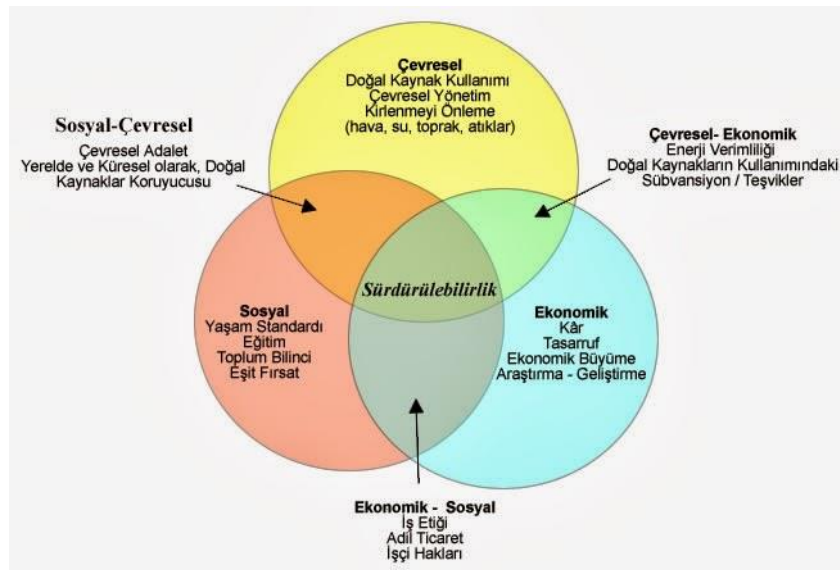 Çevresel
Doğal Kaynak Kullanımı
Çevresel Yönetim
Kirlenmeyi Önleme
(hava, su, toprak, atıklar)
Sosyal-Çevresel
Çevresel Adalet
Yerelde ve Küresel olarak, Doğal
Kaynaklar Koruyucusu
Çevresel- Ekonomik
Enerji Verimliliği
Doğal Kaynakların Kullanımındaki
Sübvansiyon / Teşvikler
Sürdürülebilirlik
Sosyal
Yaşam Standardı
Eğitim
Toplum Bilinci
Eşit Fırsat
Ekonomik
Kâr
Tasarruf
Ekonomik Büyüme
Araştırma - Geliştirme
Ekonomik - Sosyal
İş Etiği
Adil Ticaret
İşçi Hakları